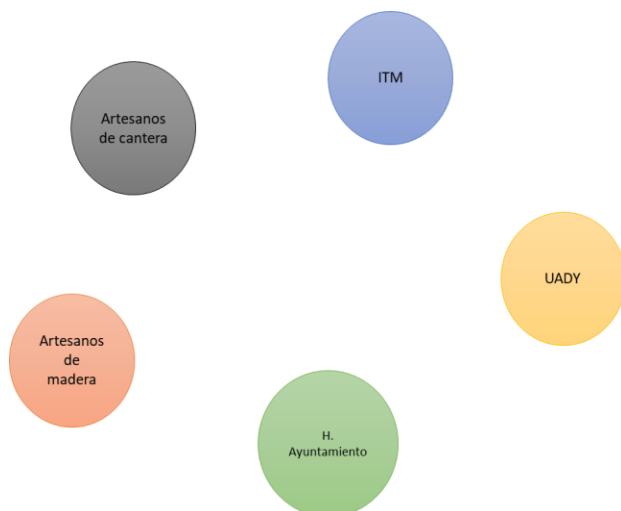 ITM
Artesanos
de cantera
UADY
Artesanos
de
madera
H.
Ayuntamiento